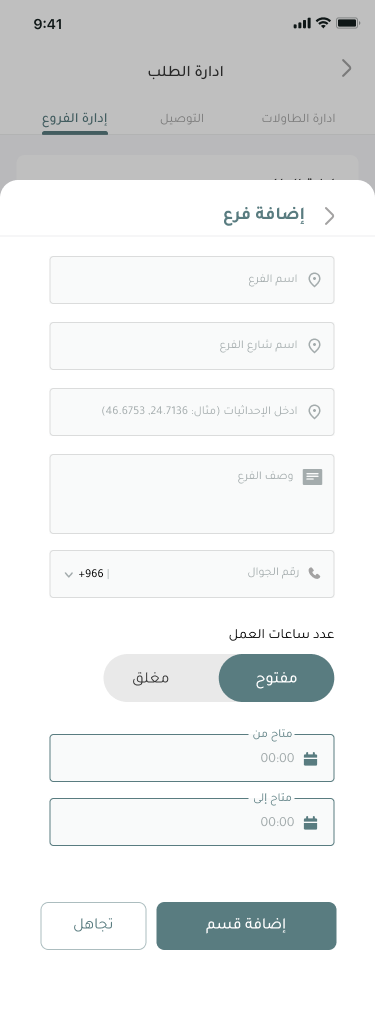 9:41
ادارة الطلب
ادارة الطاولات
التوصيل
إدارة الفروع
إضافة فرع
اسم الفرع
اسم شارع الفرع
ادخل الإحداثيات (مثال: 24.7136, 46.6753)
وصف الفرع
رقم الجوال
+966
عدد ساعات العمل
مفتوح
مغلق
متاح من
00:00
متاح إلى
00:00
إضافة قسم
تجاهل